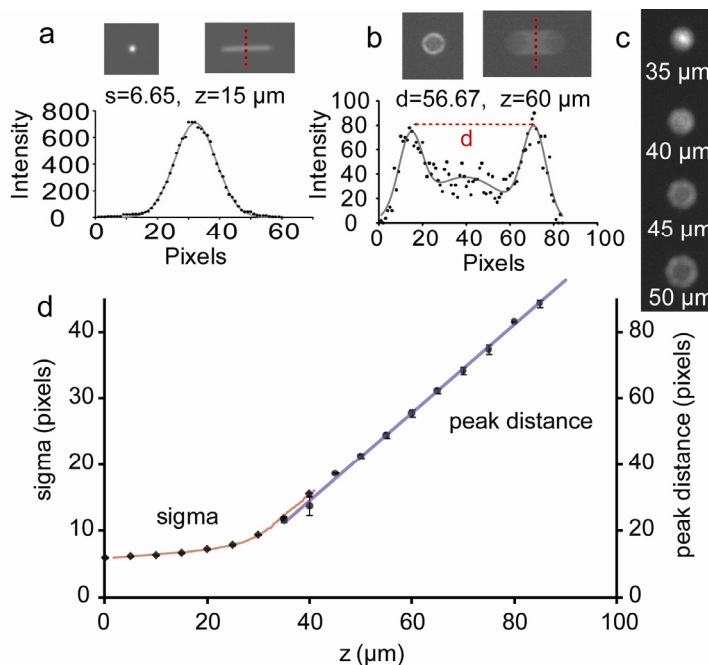 a
s=6.65, z=15 µm
800
600
400
200
0
0
20
40
60
Intensity
Pixels
b
d=56.67, z=60 µm
100
80
60
40
20
0
d
0
20
40
60
80
100
Intensity
Pixels
c
35 µm
40 µm
45 µm
50 µm
d
40
30
20
10
0
sigma (pixels)
sigma
peak distance
80
60
40
20
0
peak distance (pixels)
0
20
40
60
80
100
z (µm)